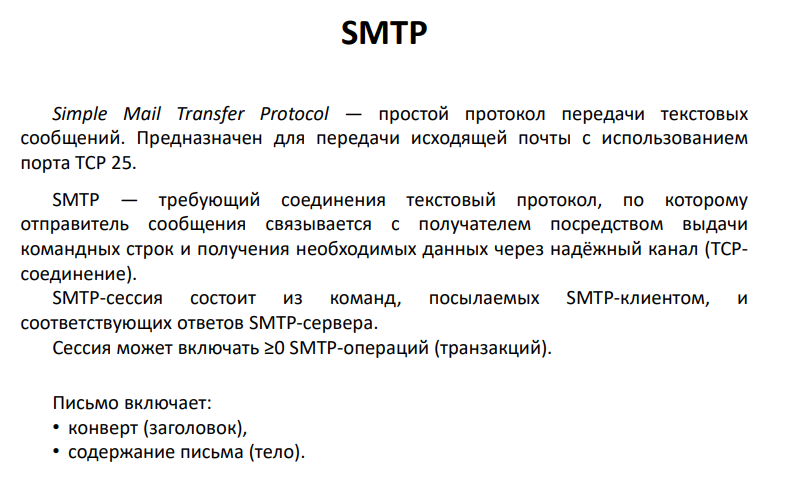 SMTP
Simple Mail Transfer Protocol — простой протокол передачи текстовых
сообщений. Предназначен для передачи исходящей почты с использованием
порта TCP 25.
SMTP — требующий соединения текстовый протокол, по которому
отправитель сообщения связывается с получателем посредством выдачи
командных строк и получения необходимых данных через надёжный канал (TCP-
соединение).
SMTP-сессия состоит из команд, посылаемых SMTP-клиентом, и
соответствующих ответов SMTP-сервера.
Сессия может включать ≥0 SMTP-операций (транзакций).
Письмо включает:
• конверт (заголовок),
• содержание письма (тело).